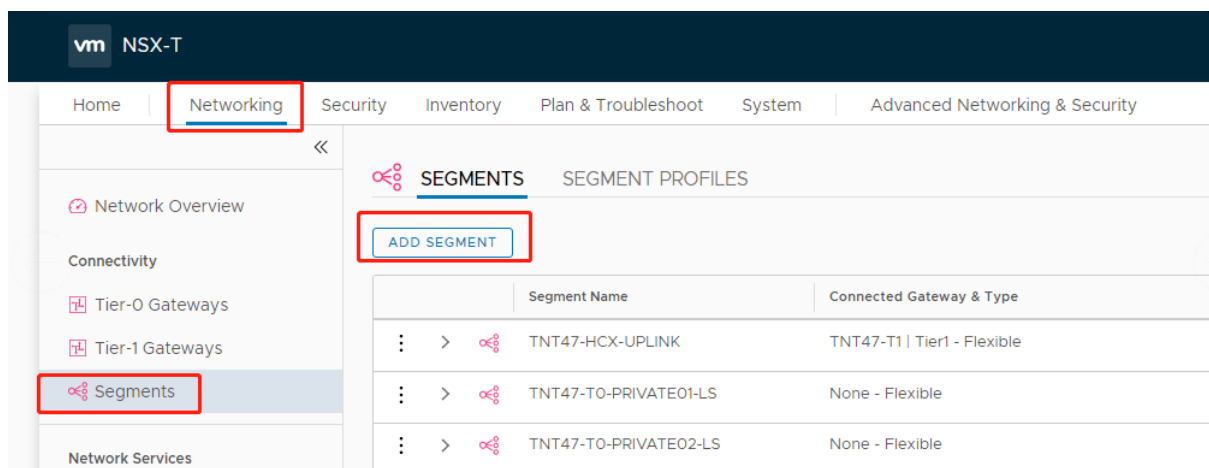 vm NSX-T
Home Networking Security Inventory Plan & Troubleshoot System Advanced Networking & Security
SEGMENTS SEGMENT PROFILES
Network Overview
ADD SEGMENT
Connectivity
Segment Name Connected Gateway & Type
Tier-0 Gateways
TNT47-HCX-UPLINK TNT47-T1 | Tier1 - Flexible
Tier-1 Gateways
Segments
TNT47-T0-PRIVATE01-LS None - Flexible
TNT47-T0-PRIVATE02-LS None - Flexible
Network Services